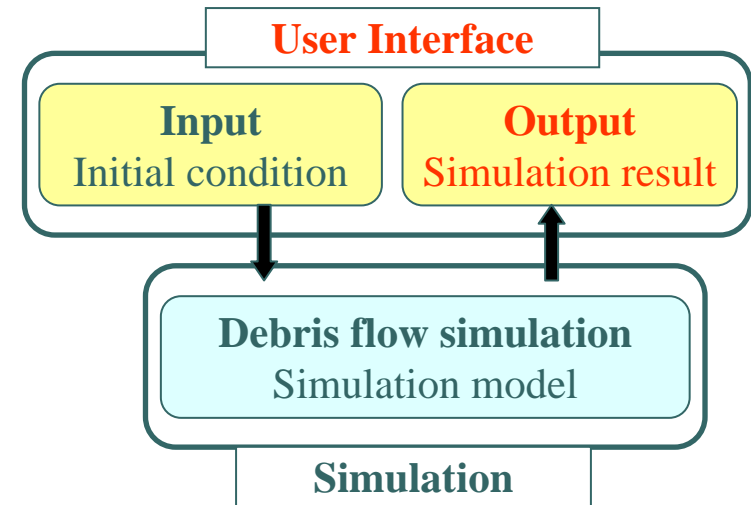 User Interface
Input
Initial condition
Output
Simulation result
Debris flow simulation
Simulation model
Simulation